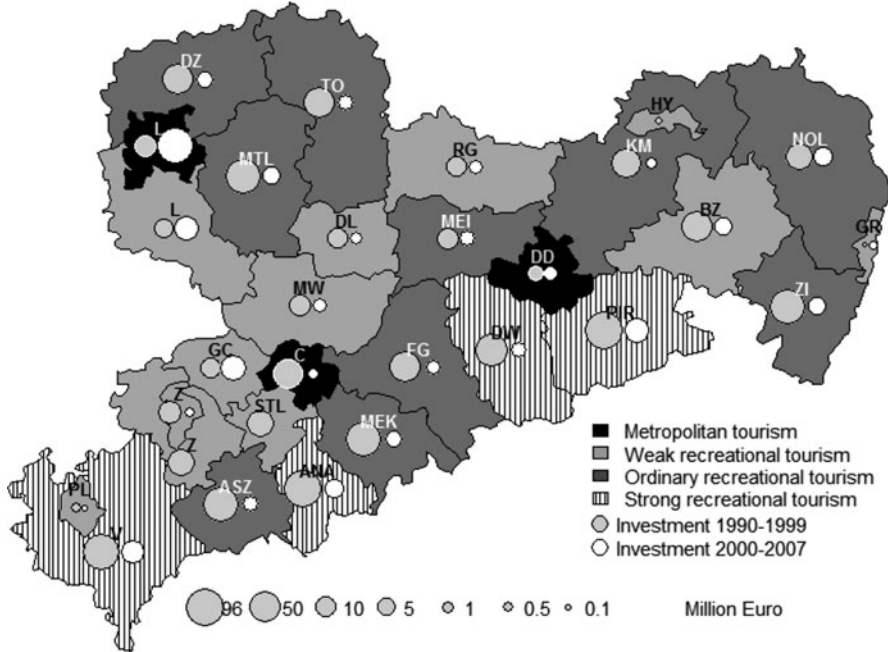 DZ
TO
HY
L
KM
NOL
MTL
RG
L
DL
MEI
BZ
GR
DD
MW
ZI
PIR
DW
GC
C
FG
Z
STL
MEK
Z
ANA
ASZ
PL
V
Metropolitan tourism
Weak recreational tourism
Ordinary recreational tourism
Strong recreational tourism
Investment 1990-1999
Investment 2000-2007
96 50 10 5 1 0.5 0.1 Million Euro